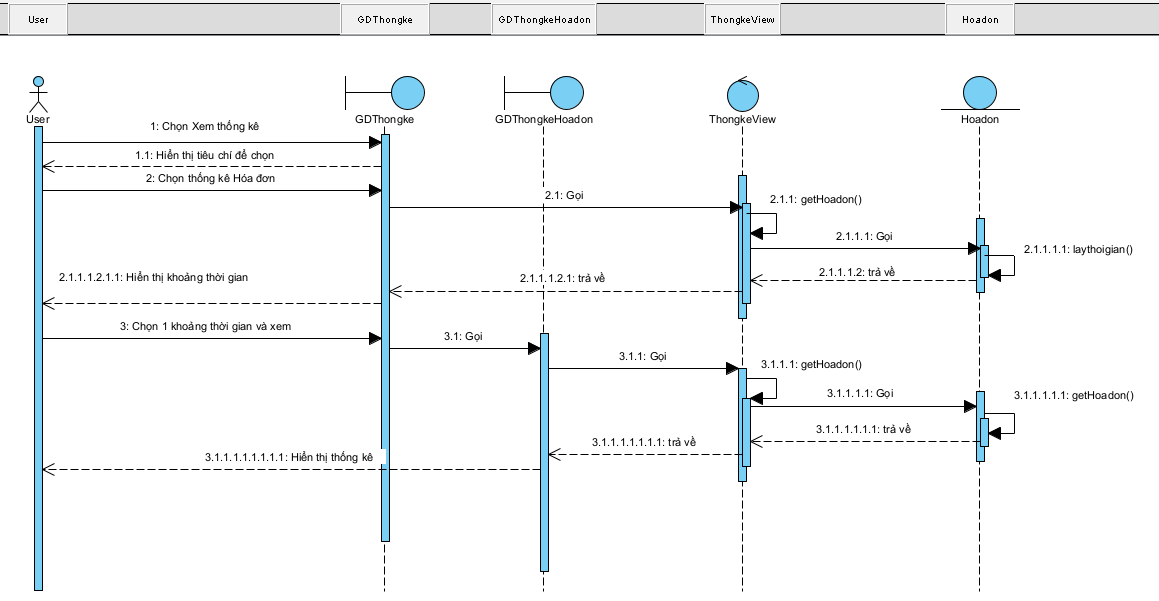 User
GDThongke
GDThongkeHoadon
ThongkeView
Hoadon
User
GDThongke
GDThongkeHoadon
ThongkeView
Hoadon
1: Chọn Xem thống kê
1.1: Hiển thị tiêu chí để chọn
2: Chọn thống kê Hóa đơn
2.1: Gọi
2.1.1: getHoadon()
2.1.1.1: Gọi
2.1.1.1.1: laythoigian()
2.1.1.1.2: trả về
2.1.1.1.2.1: trả về
2.1.1.1.2.1.1: Hiển thị khoảng thời gian
3: Chọn 1 khoảng thời gian và xem
3.1: Gọi
3.1.1: Gọi
3.1.1.1: getHoadon()
3.1.1.1.1: Gọi
3.1.1.1.1.1: getHoadon()
3.1.1.1.1.1.1: trả về
3.1.1.1.1.1.1.1: trả về
3.1.1.1.1.1.1.1.1: Hiển thị thống kê